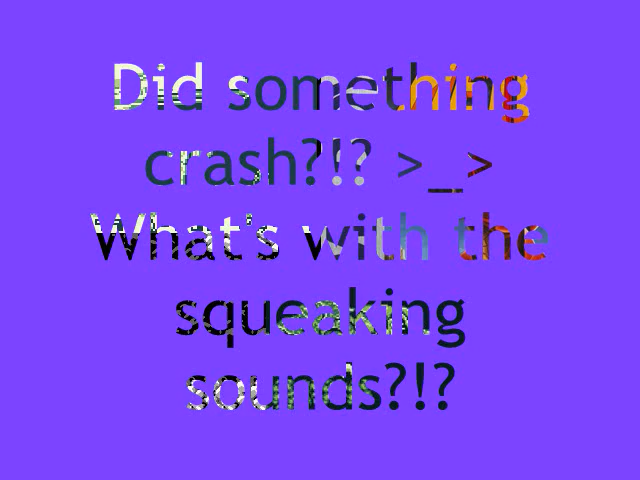 Did something
crash?!? >_>
What's with the
squeaking
sounds?!?